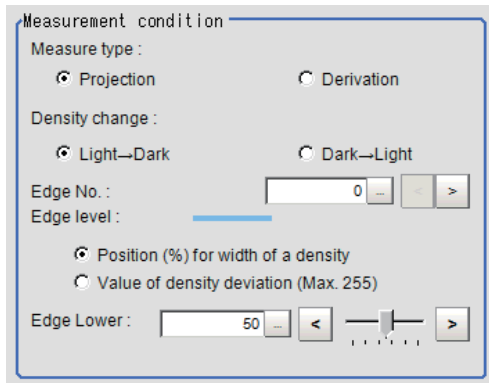 Measurement condition
Measure type :
Projection Derivation
Density change :
Light→Dark Dark→Light
Edge No. : 0 ... < >
Edge level :
Position (%) for width of a density
Value of density deviation (Max. 255)
Edge Lower : 50 ... < >